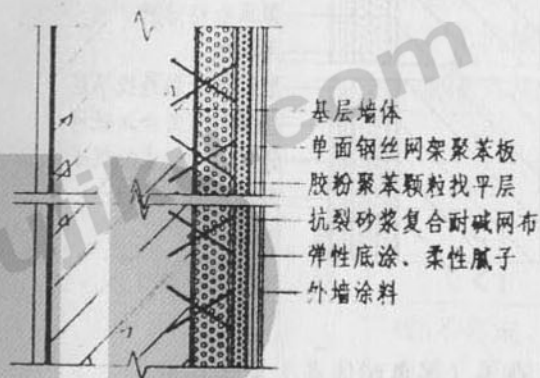 基层墙体
单面钢丝网架聚苯板
胶粉聚苯颗粒找平层
抗裂砂浆复合耐碱网布
弹性底涂、柔性腻子
外墙涂料
ujiku.com